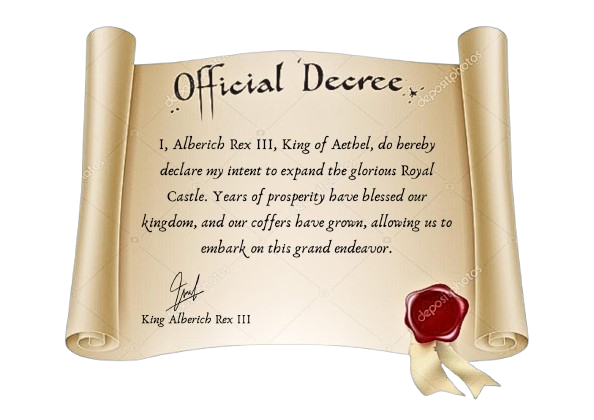 Official Decree
I, Alberich Rex III, King of Aethel, do hereby
declare my intent to expand the glorious Royal
Castle. Years of prosperity have blessed our
kingdom, and our coffers have grown, allowing us to
embark on this grand endeavor.
King Alberich Rex III
depositphotos
depositphotos
depositphotos